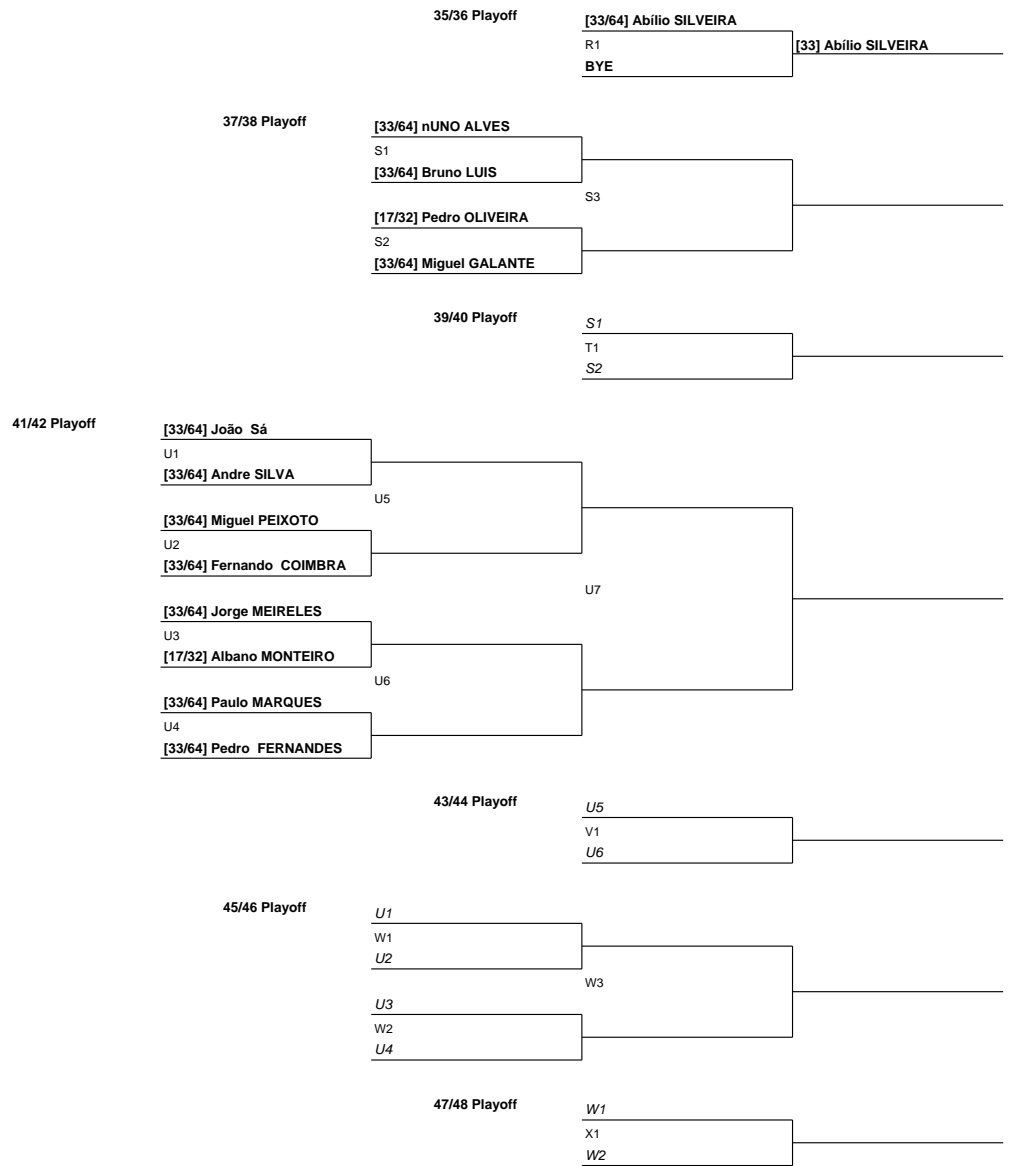 35/36 Playoff
[33/64] Abílio SILVEIRA
R1
[33] Abílio SILVEIRA
BYE
37/38 Playoff
[33/64] nUNO ALVES
S1
[33/64] Bruno LUIS
S3
[17/32] Pedro OLIVEIRA
S2
[33/64] Miguel GALANTE
39/40 Playoff
S1
T1
S2
41/42 Playoff
[33/64] João  Sá
U1
[33/64] Andre SILVA
U5
[33/64] Miguel PEIXOTO
U2
[33/64] Fernando  COIMBRA
U7
[33/64] Jorge MEIRELES
U3
[17/32] Albano MONTEIRO
U6
[33/64] Paulo MARQUES
U4
[33/64] Pedro  FERNANDES
43/44 Playoff
U5
V1
U6
45/46 Playoff
U1
W1
U2
W3
U3
W2
U4
47/48 Playoff
W1
X1
W2